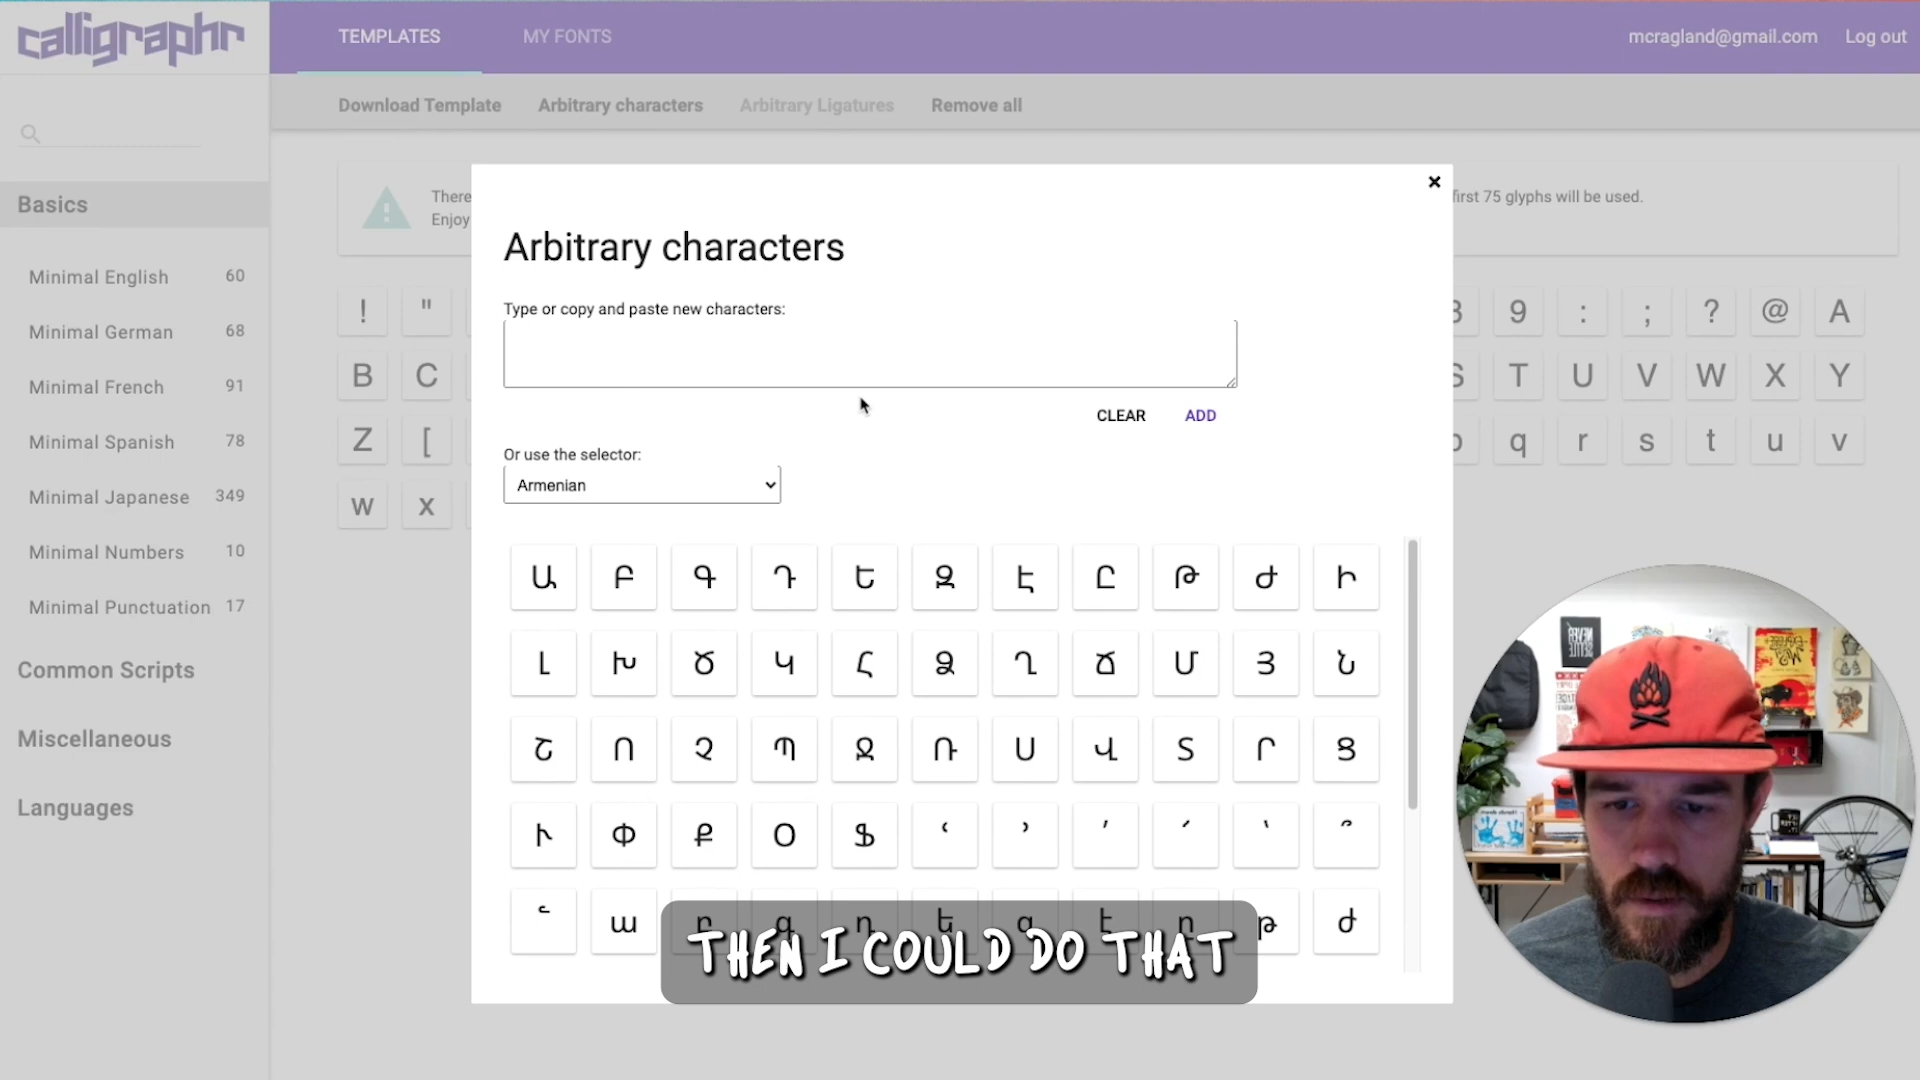 calligraphr
TEMPLATES
MY FONTS
mcragland@gmail.com
Log out
Download Template
Arbitrary characters
Arbitrary Ligatures
Remove all
Basics
Minimal English 60
Minimal German 68
Minimal French 91
Minimal Spanish 78
Minimal Japanese 349
Minimal Numbers 10
Minimal Punctuation 17
Common Scripts
Miscellaneous
Languages
There
Enjoy
first 75 glyphs will be used.
! "
9 : ; ? @ A
B C
S T U V W X Y
Z [
q r s t u v
w x
Arbitrary characters
Type or copy and paste new characters:
CLEAR
ADD
Or use the selector:
Armenian
Ա Բ Գ Դ Ե Զ Է Ը Թ Ժ Ի
Լ Խ Ծ Կ Հ Ձ Ղ Ճ Մ Յ Ն
Շ Ո Չ Պ Ջ Ռ Ս Վ Տ Ր Ց
Ւ Փ Ք Օ Ֆ ՙ ՚ ՛ ՜ ՝ ՞
՟ ա բ գ դ ե զ է ը թ ժ
THEN I COULD DO THAT
NEVER
SETTLE